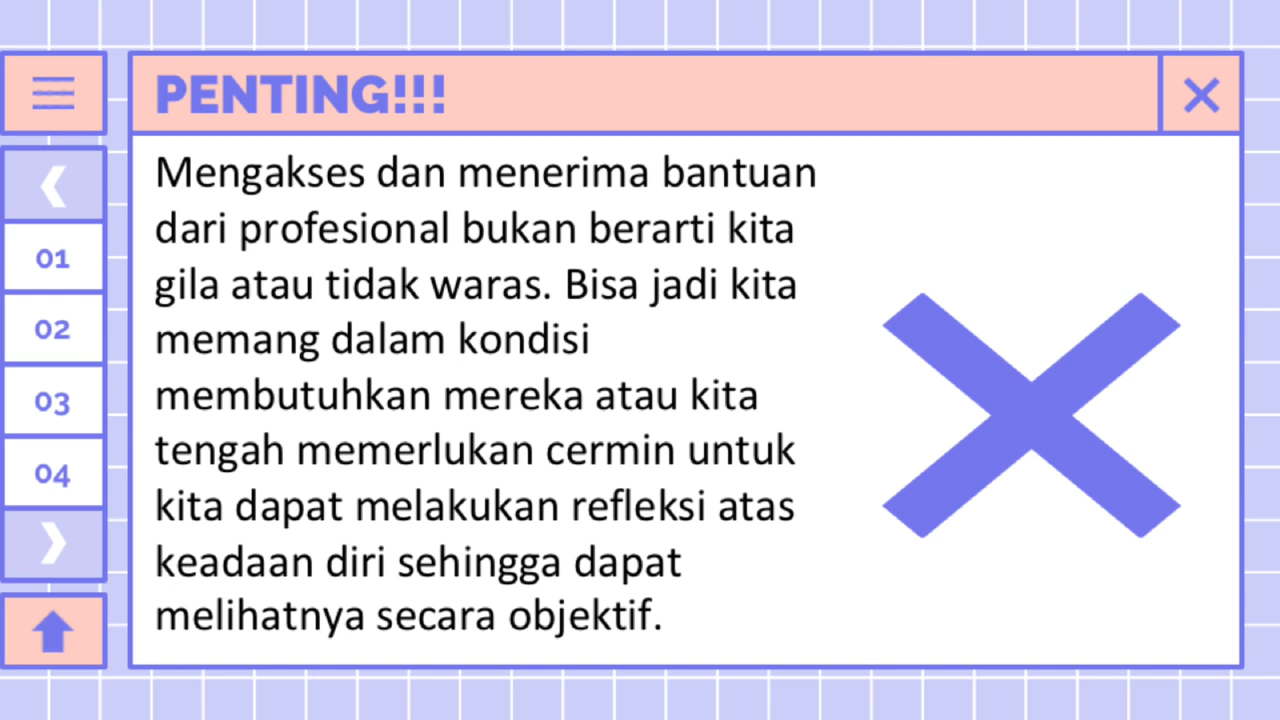 PENTING!!!
Mengakses dan menerima bantuan
dari profesional bukan berarti kita
gila atau tidak waras. Bisa jadi kita
memang dalam kondisi
membutuhkan mereka atau kita
tengah memerlukan cermin untuk
kita dapat melakukan refleksi atas
keadaan diri sehingga dapat
melihatnya secara objektif.
01
02
03
04